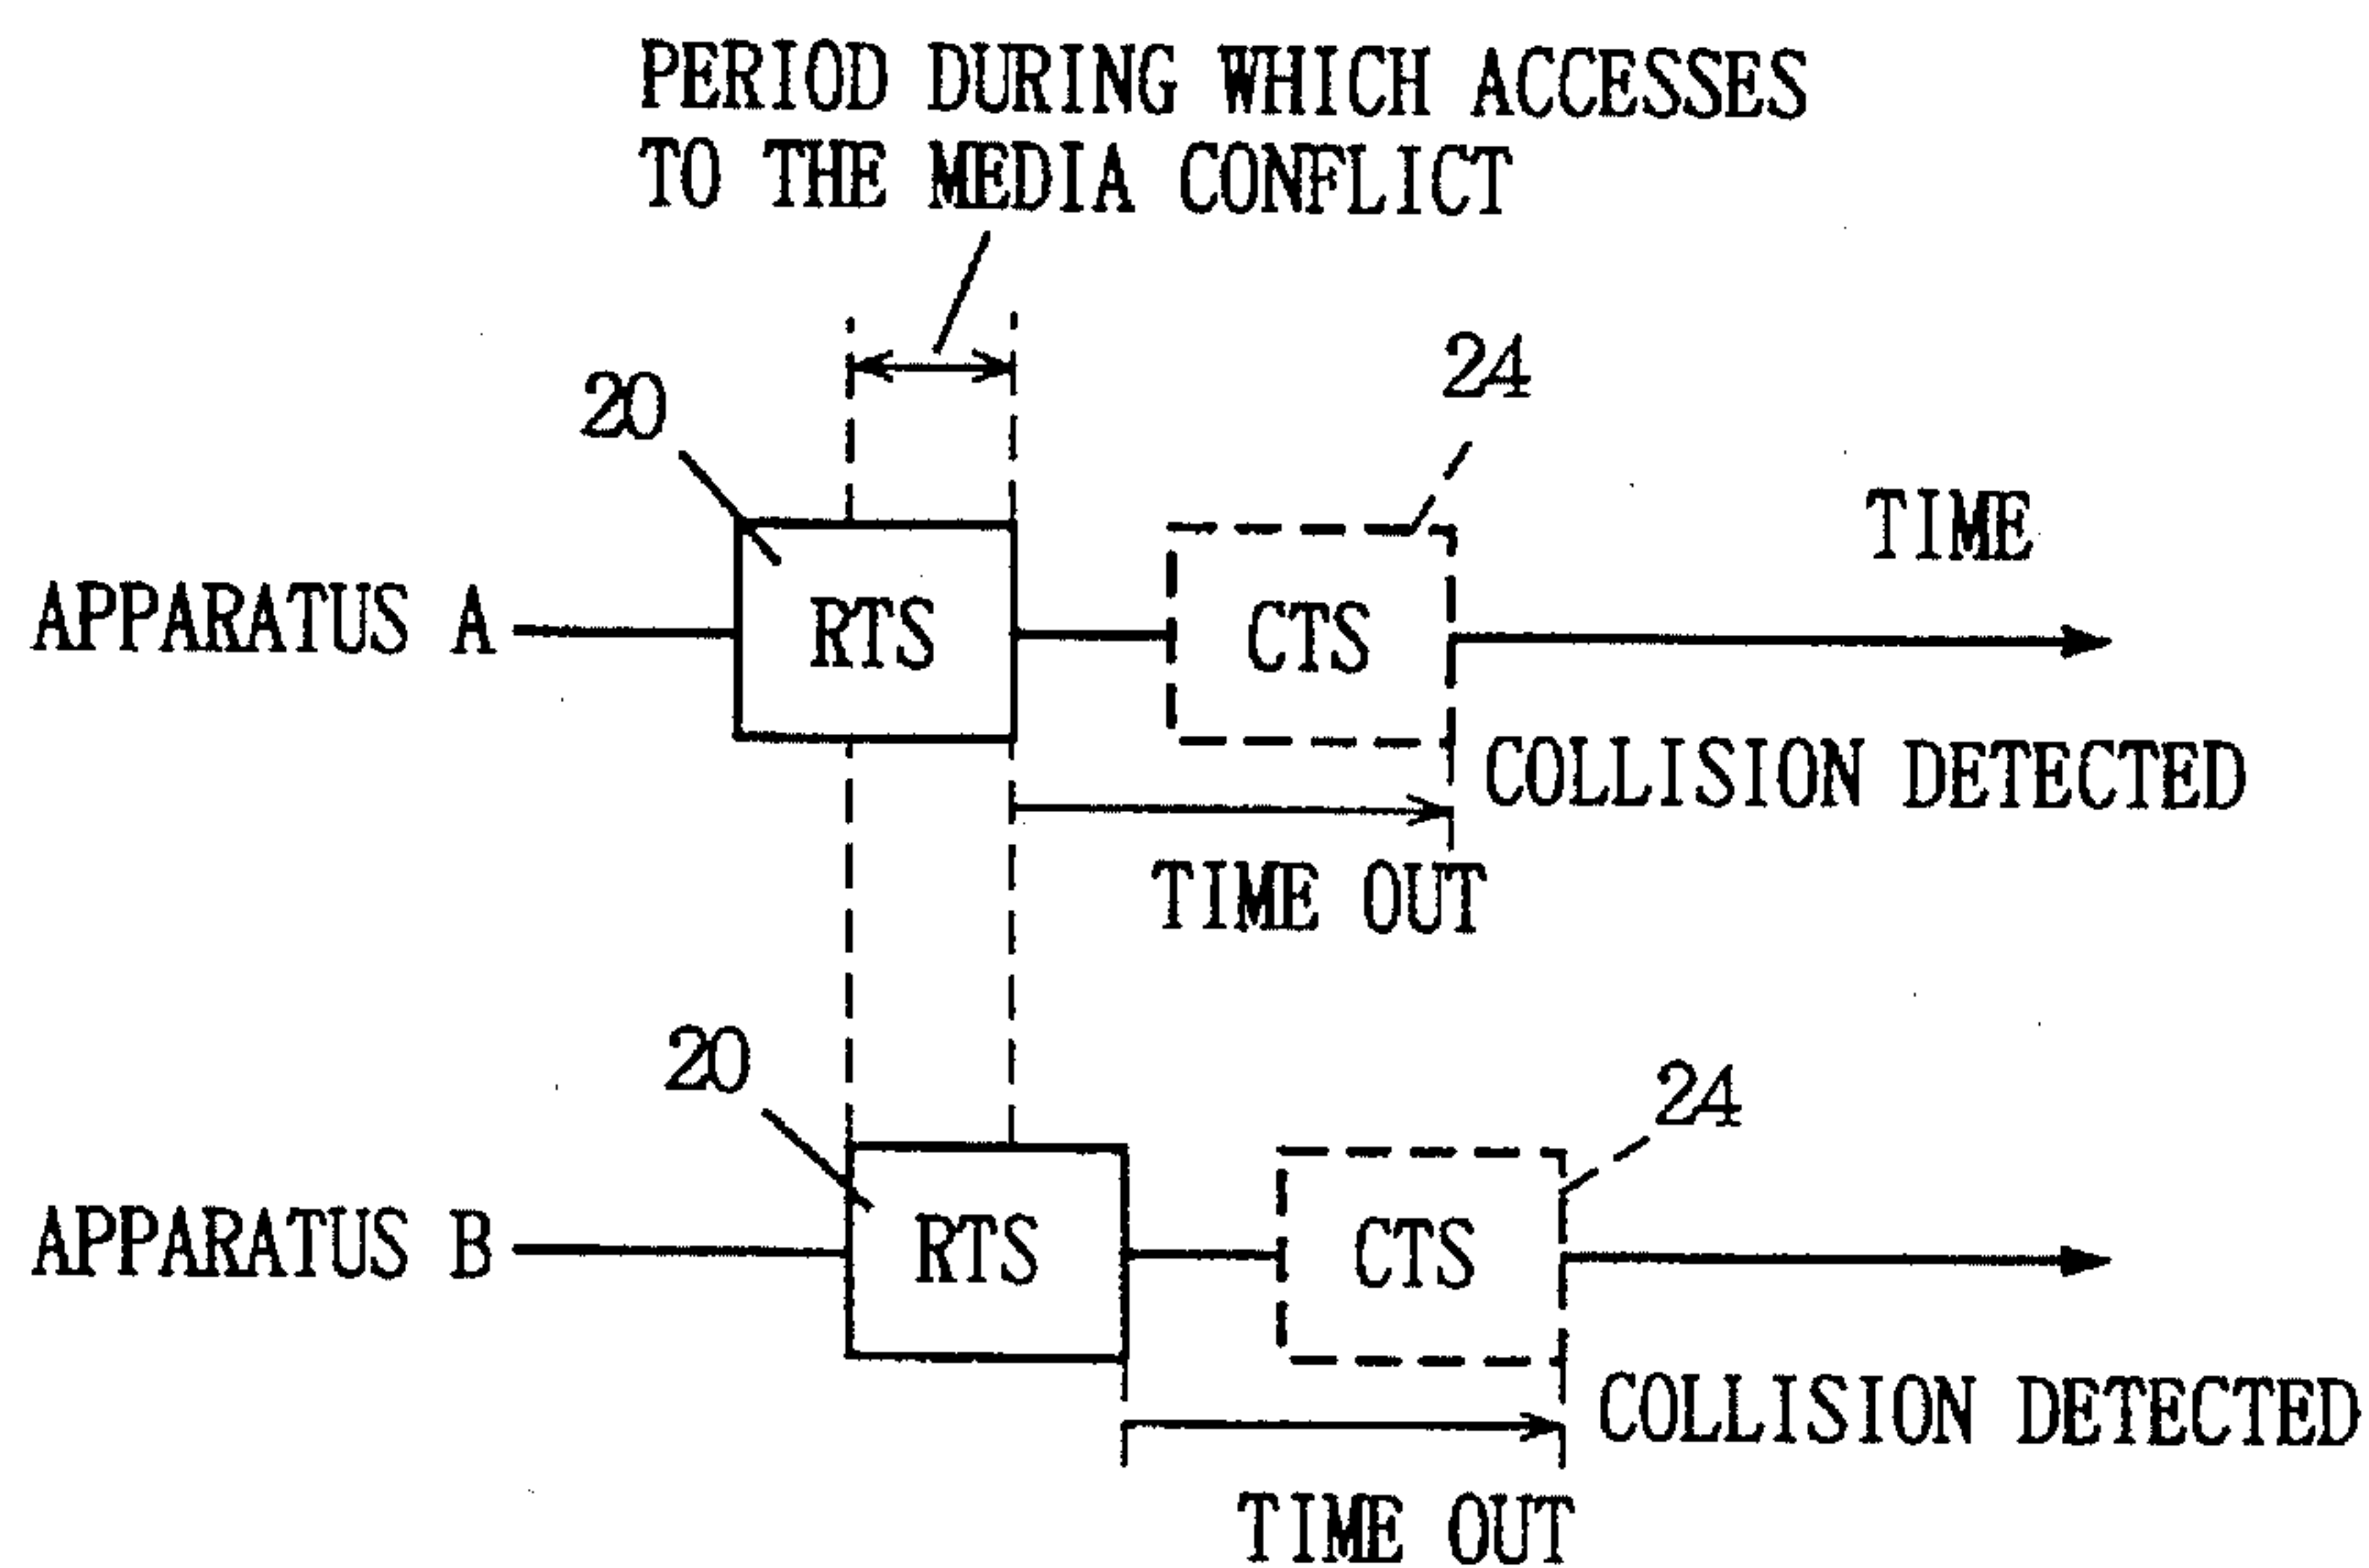 PERIOD DURING WHICH ACCESSES
TO THE MEDIA CONFLICT
20
24
TIME
APPARATUS A
RTS
CTS
COLLISION DETECTED
TIME OUT
20
24
APPARATUS B
RTS
CTS
COLLISION DETECTED
TIME OUT